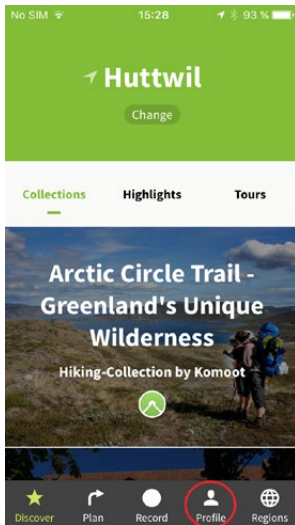 No SIM 15:28 93 %
Huttwil
Change
Collections Highlights Tours
Arctic Circle Trail -
Greenland's Unique
Wilderness
Hiking-Collection by Komoot
Discover Plan Record Profile Regions